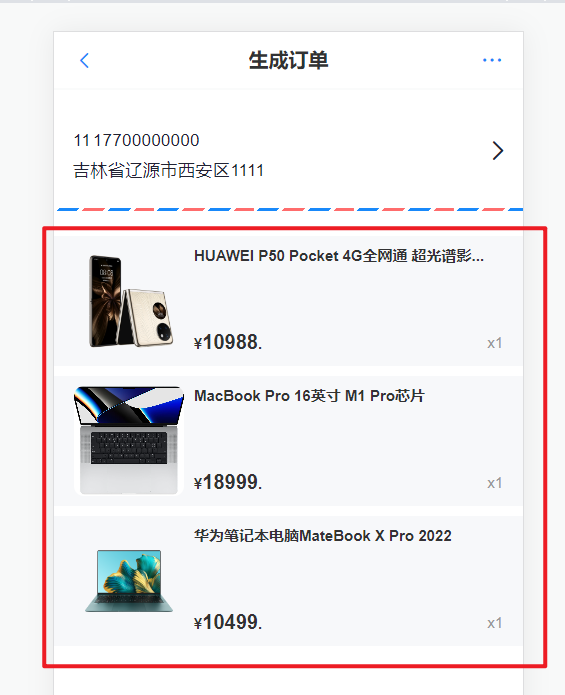 生成订单
1117700000000
吉林省辽源市西安区1111
HUAWEI P50 Pocket 4G全网通 超光谱影...
¥10988.
x1
MacBook Pro 16英寸 M1 Pro芯片
¥18999.
x1
华为笔记本电脑MateBook X Pro 2022
¥10499.
x1